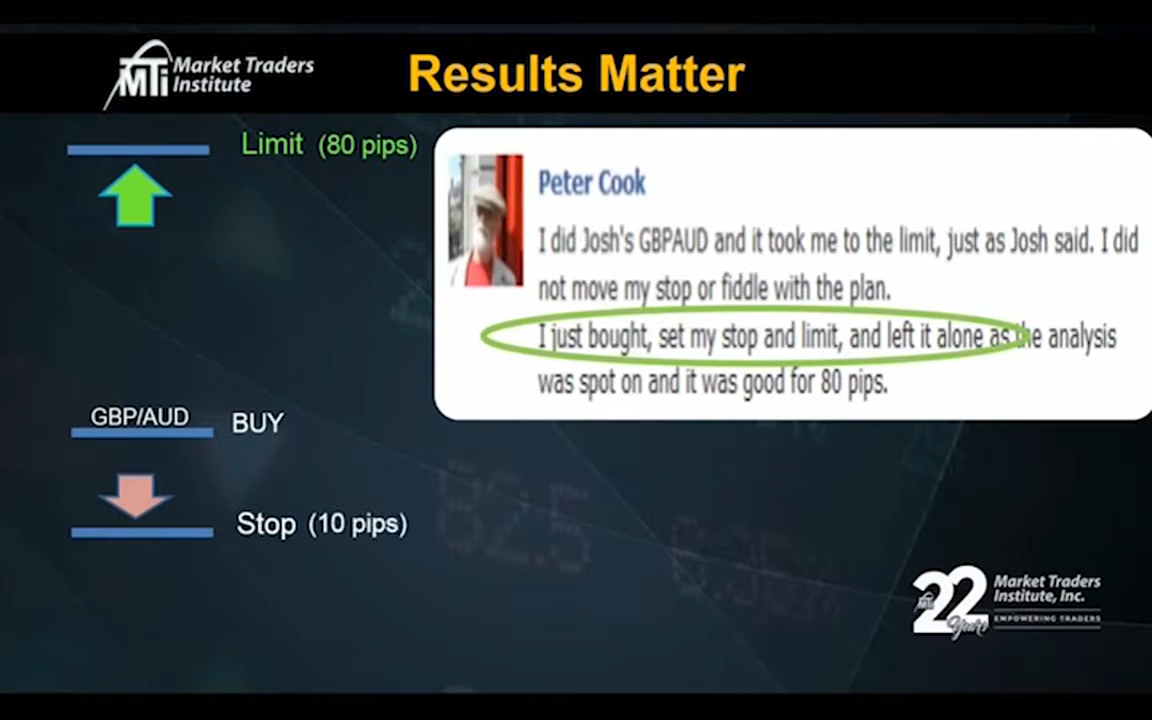 MTi Market Traders
Institute
Results Matter
Limit (80 pips)
Peter Cook
I did Josh's GBPAUD and it took me to the limit, just as Josh said. I did
not move my stop or fiddle with the plan.
I just bought, set my stop and limit, and left it alone as the analysis
was spot on and it was good for 80 pips.
GBP/AUD BUY
Stop (10 pips)
22 Years
Market Traders
Institute, Inc.
EMPOWERING TRADERS